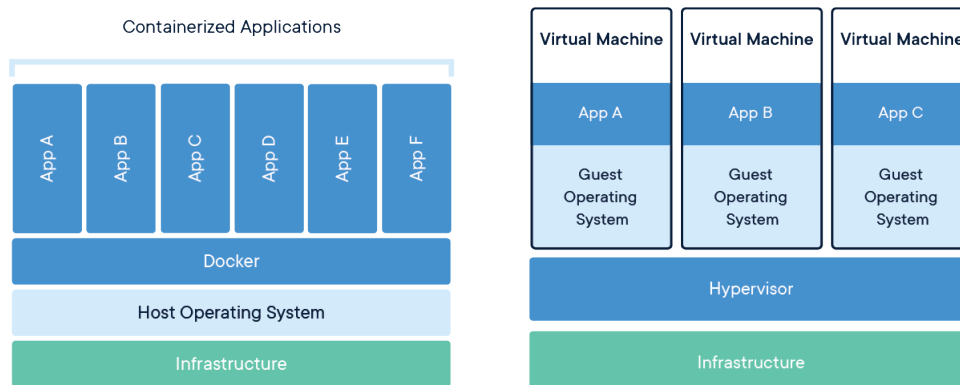 Containerized Applications
App A
App B
App C
App D
App E
App F
Docker
Host Operating System
Infrastructure
Virtual Machine
App A
Guest
Operating
System
Virtual Machine
App B
Guest
Operating
System
Virtual Machine
App C
Guest
Operating
System
Hypervisor
Infrastructure